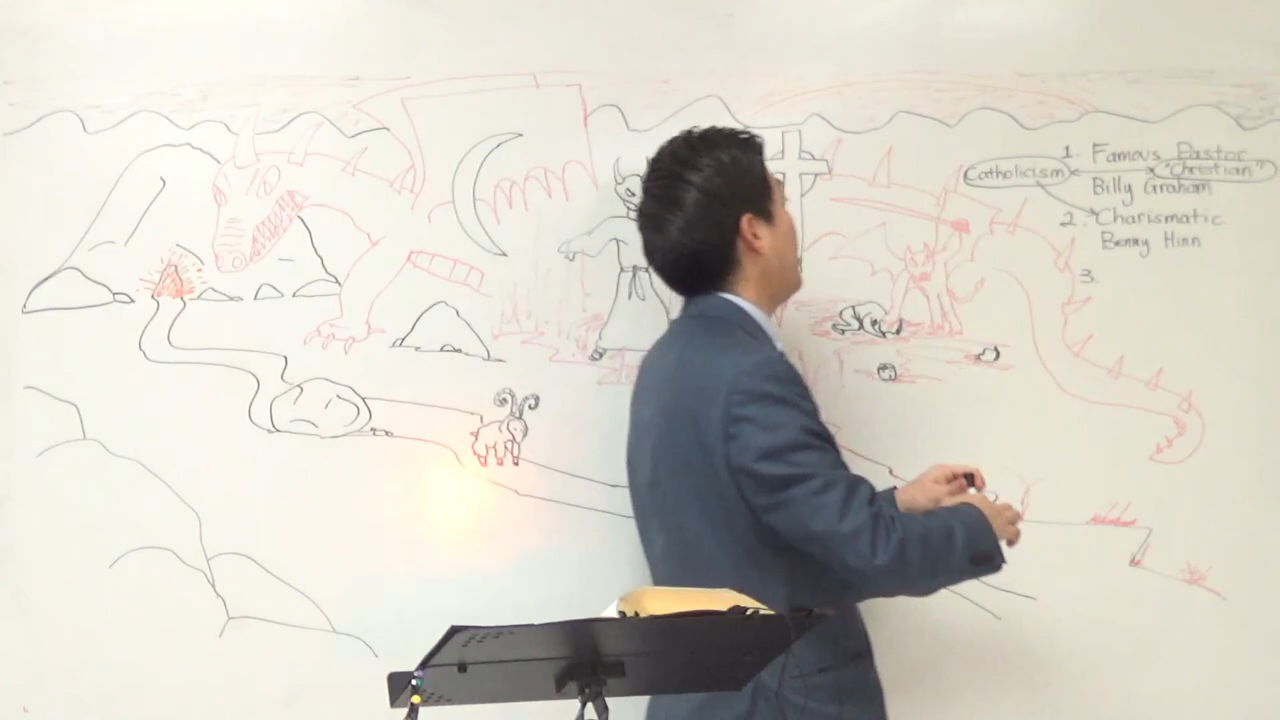 1. Famous Pastor
Catholicism "Christian"
Billy Graham
2. Charismatic
Benny Hinn
3.